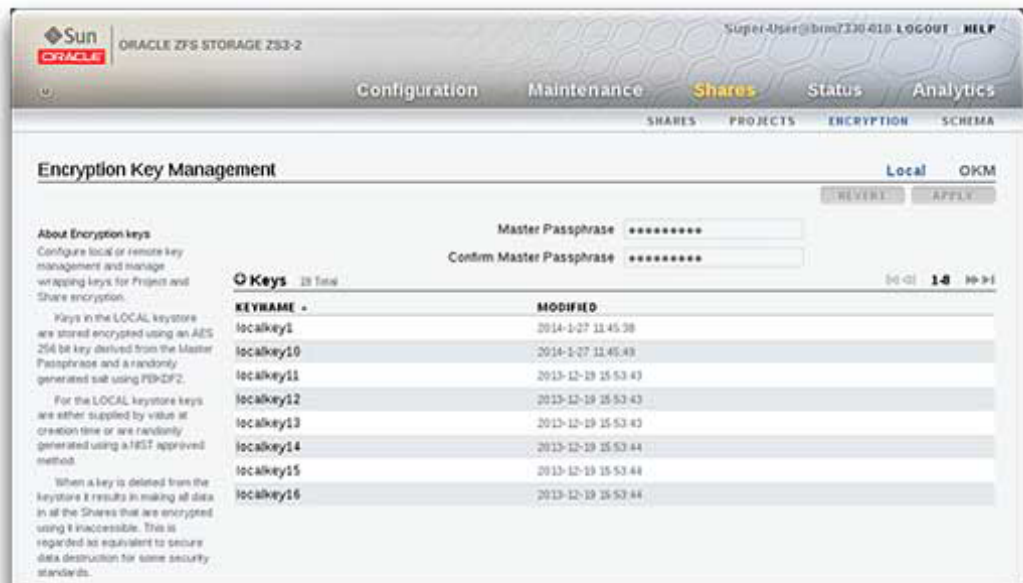 Sun
ORACLE
ORACLE ZFS STORAGE ZS3-2
Super-User@brm7330-010 LOGOUT HELP
Configuration Maintenance Shares Status Analytics
SHARES PROJECTS ENCRYPTION SCHEMA
Encryption Key Management
Local OKM
REVERT APPLY
About Encryption keys
Configure local or remote key
management and manage
wrapping keys for Project and
Share encryption.
Keys in the LOCAL keystore
are stored encrypted using an AES
256 bit key derived from the Master
Passphrase and a randomly
generated salt using PBKDF2.
For the LOCAL keystore keys
are either supplied by value at
creation time or are randomly
generated using a NIST approved
method.
When a key is deleted from the
keystore it results in making all data
in all the Shares that are encrypted
using it inaccessible. This is
regarded as equivalent to secure
data destruction for some security
standards.
Master Passphrase
Confirm Master Passphrase
Keys Total
1-8
KEYNAME MODIFIED
localkey1 2014-1-27 11:45:38
localkey10 2014-1-27 11:45:49
localkey11 2013-12-19 15:53:43
localkey12 2013-12-19 15:53:43
localkey13 2013-12-19 15:53:43
localkey14 2013-12-19 15:53:44
localkey15 2013-12-19 15:53:44
localkey16 2013-12-19 15:53:44